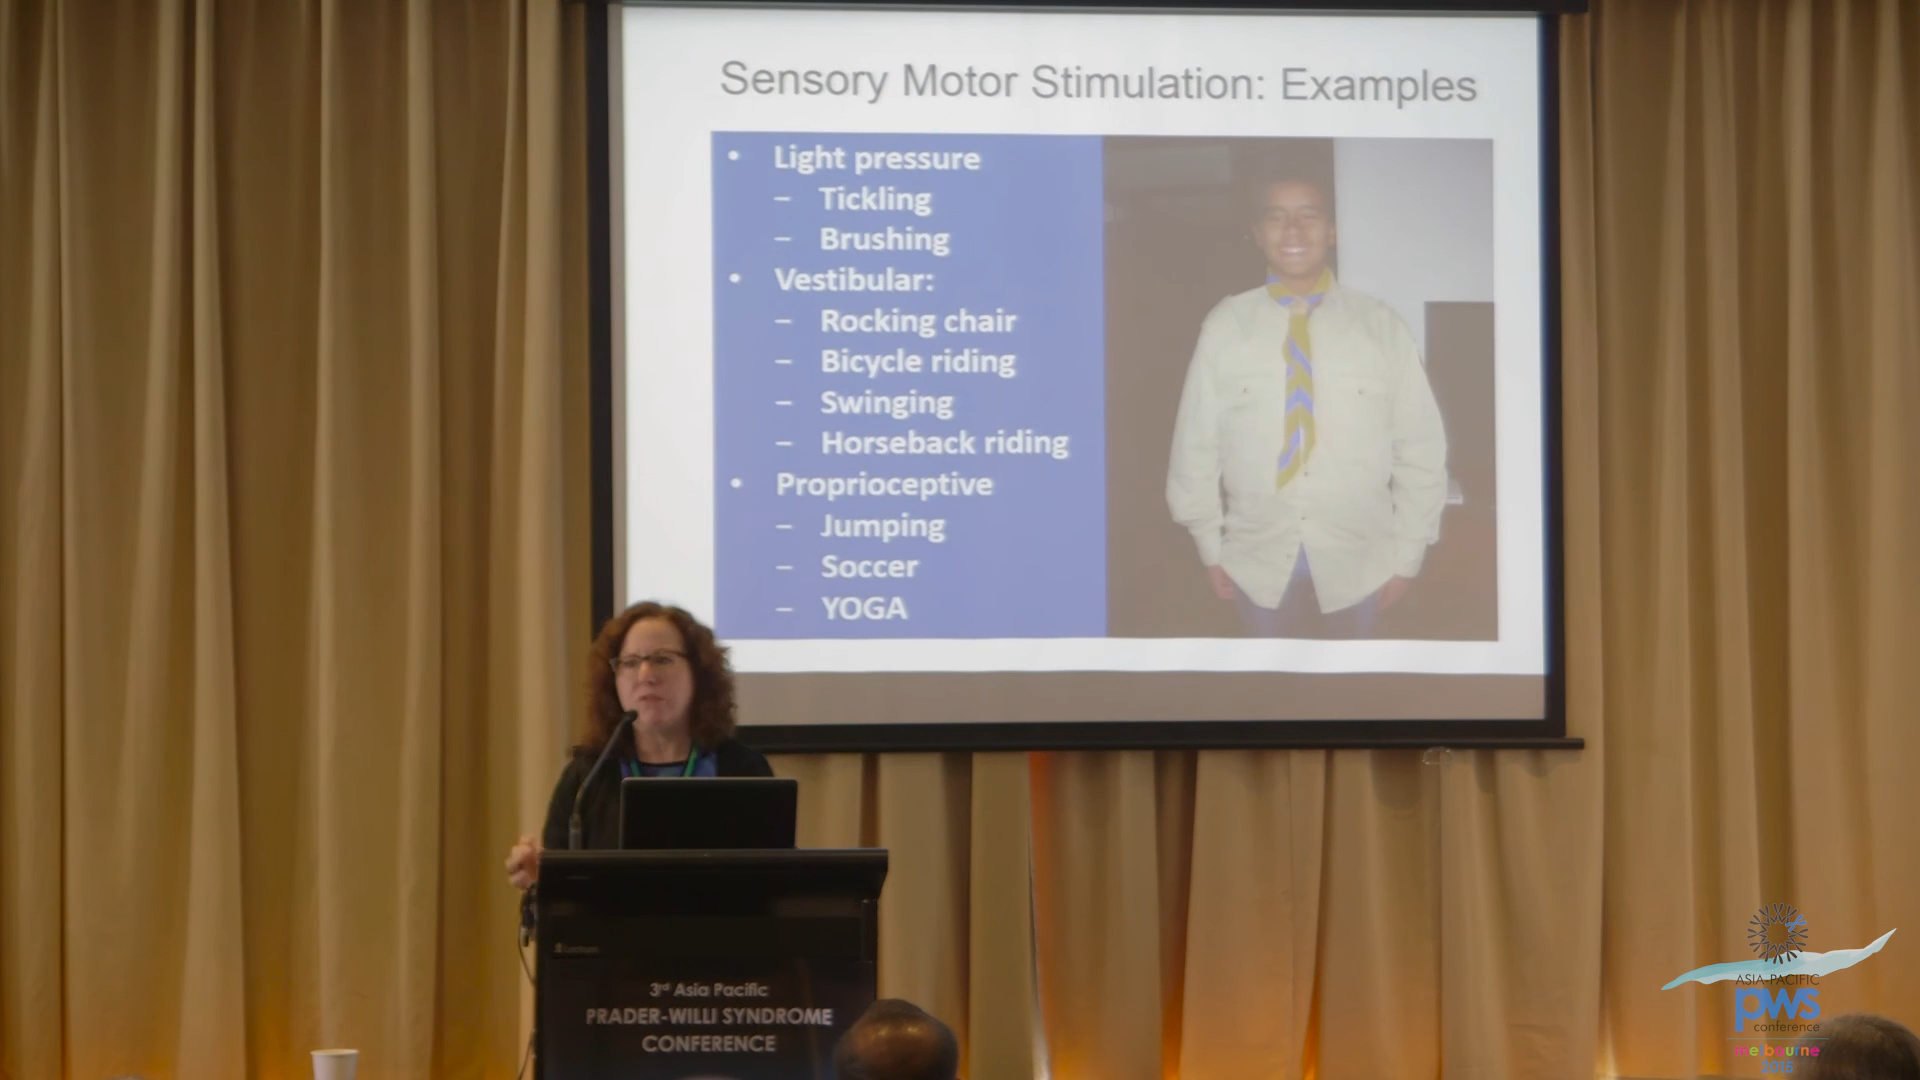 Sensory Motor Stimulation: Examples
• Light pressure
– Tickling
– Brushing
• Vestibular:
– Rocking chair
– Bicycle riding
– Swinging
– Horseback riding
• Proprioceptive
– Jumping
– Soccer
– YOGA
3rd Asia Pacific
PRADER-WILLI SYNDROME
CONFERENCE
ASIA-PACIFIC
pws
conference
melbourne
2015